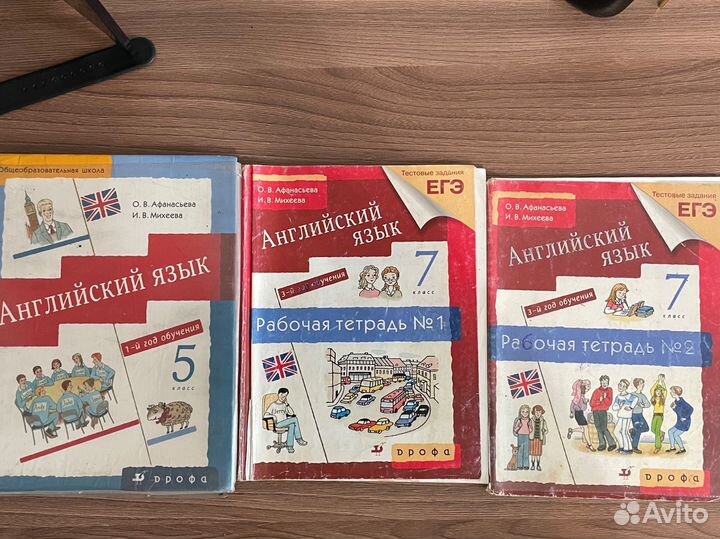 Общеобразовательная школа
О. В. Афанасьева
И. В. Михеева
Английский язык
1-й год обучения
5
класс
Дрофа
Тестовые задания
ЕГЭ
О. В. Афанасьева
И. В. Михеева
Английский
язык
3-й год обучения
7
класс
Рабочая тетрадь №1
Дрофа
Тестовые задания
ЕГЭ
О. В. Афанасьева
И. В. Михеева
Английский
язык
3-й год обучения
7
класс
Рабочая тетрадь №2
Дрофа
Avito